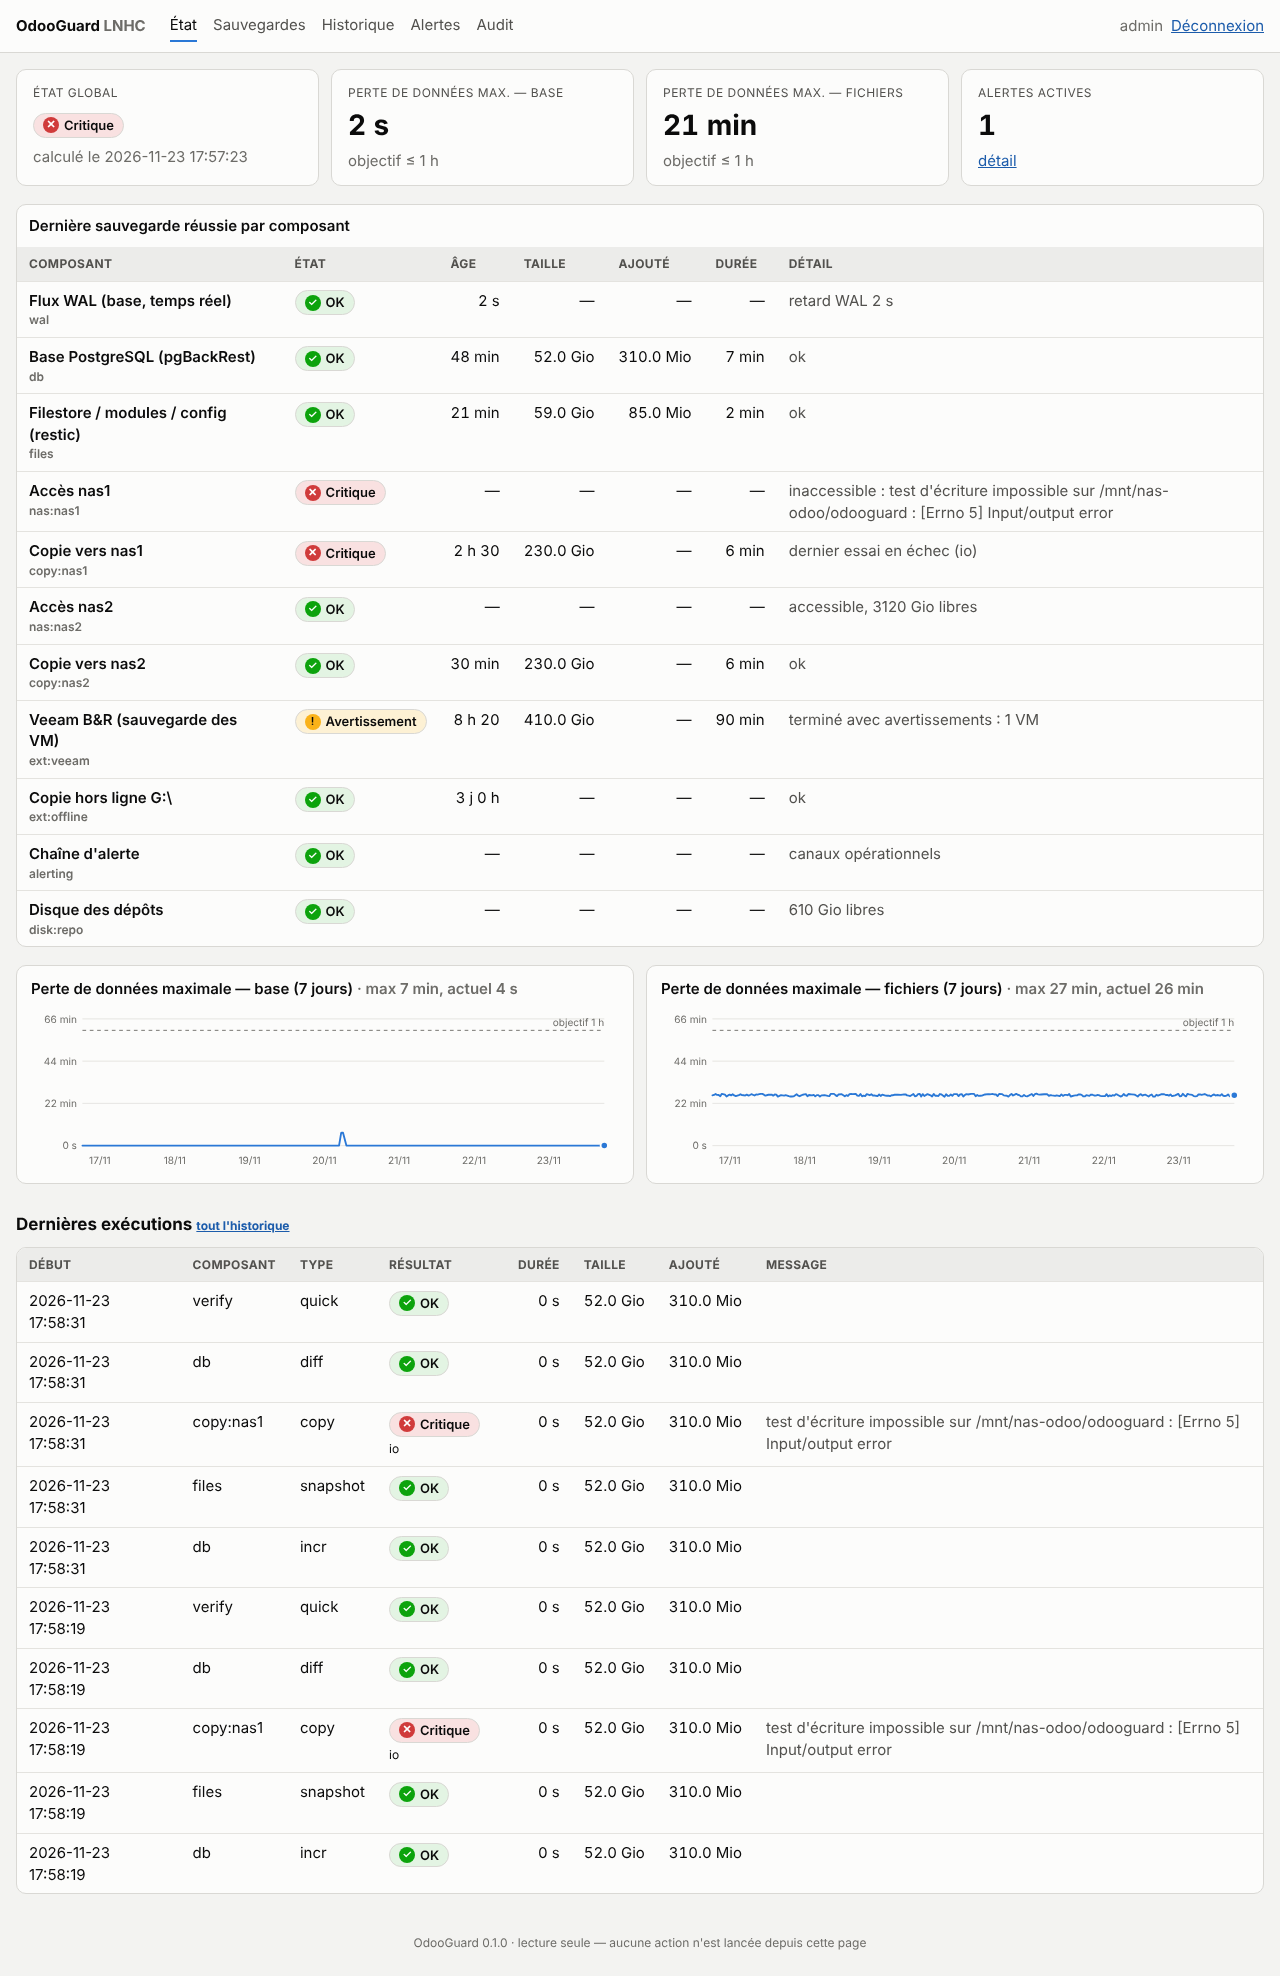 OdooGuard LNHC État Sauvegardes Historique Alertes Audit admin Déconnexion
ÉTAT GLOBAL
Critique
calculé le 2026-11-23 17:57:23
PERTE DE DONNÉES MAX. — BASE
2 s
objectif ≤ 1 h
PERTE DE DONNÉES MAX. — FICHIERS
21 min
objectif ≤ 1 h
ALERTES ACTIVES
1
détail
Dernière sauvegarde réussie par composant
COMPOSANT ÉTAT ÂGE TAILLE AJOUTÉ DURÉE DÉTAIL
Flux WAL (base, temps réel) OK 2 s — — — retard WAL 2 s
wal
Base PostgreSQL (pgBackRest) OK 48 min 52.0 Gio 310.0 Mio 7 min ok
db
Filestore / modules / config OK 21 min 59.0 Gio 85.0 Mio 2 min ok
(restic)
files
Accès nas1 Critique — — — — inaccessible : test d'écriture impossible sur /mnt/nas-
nas:nas1 odoo/odooguard : [Errno 5] Input/output error
Copie vers nas1 Critique 2 h 30 230.0 Gio — 6 min dernier essai en échec (io)
copy:nas1
Accès nas2 OK — — — — accessible, 3120 Gio libres
nas:nas2
Copie vers nas2 OK 30 min 230.0 Gio — 6 min ok
copy:nas2
Veeam B&R (sauvegarde des Avertissement 8 h 20 410.0 Gio — 90 min terminé avec avertissements : 1 VM
VM)
ext:veeam
Copie hors ligne G:\ OK 3 j 0 h — — — ok
ext:offline
Chaîne d'alerte OK — — — — canaux opérationnels
alerting
Disque des dépôts OK — — — — 610 Gio libres
disk:repo
Perte de données maximale — base (7 jours) · max 7 min, actuel 4 s
66 min
objectif 1 h
44 min
22 min
0 s
17/11 18/11 19/11 20/11 21/11 22/11 23/11
Perte de données maximale — fichiers (7 jours) · max 27 min, actuel 26 min
66 min
objectif 1 h
44 min
22 min
0 s
17/11 18/11 19/11 20/11 21/11 22/11 23/11
Dernières exécutions tout l'historique
DÉBUT COMPOSANT TYPE RÉSULTAT DURÉE TAILLE AJOUTÉ MESSAGE
2026-11-23 verify quick OK 0 s 52.0 Gio 310.0 Mio
17:58:31
2026-11-23 db diff OK 0 s 52.0 Gio 310.0 Mio
17:58:31
2026-11-23 copy:nas1 copy Critique 0 s 52.0 Gio 310.0 Mio test d'écriture impossible sur /mnt/nas-odoo/odooguard : [Errno 5]
17:58:31 io Input/output error
2026-11-23 files snapshot OK 0 s 52.0 Gio 310.0 Mio
17:58:31
2026-11-23 db incr OK 0 s 52.0 Gio 310.0 Mio
17:58:31
2026-11-23 verify quick OK 0 s 52.0 Gio 310.0 Mio
17:58:19
2026-11-23 db diff OK 0 s 52.0 Gio 310.0 Mio
17:58:19
2026-11-23 copy:nas1 copy Critique 0 s 52.0 Gio 310.0 Mio test d'écriture impossible sur /mnt/nas-odoo/odooguard : [Errno 5]
17:58:19 io Input/output error
2026-11-23 files snapshot OK 0 s 52.0 Gio 310.0 Mio
17:58:19
2026-11-23 db incr OK 0 s 52.0 Gio 310.0 Mio
17:58:19
OdooGuard 0.1.0 · lecture seule — aucune action n'est lancée depuis cette page